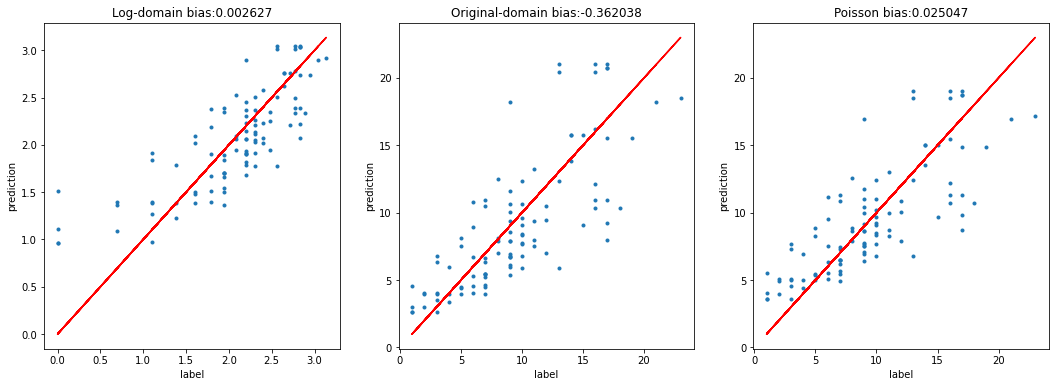 Log-domain bias:0.002627
prediction
3.0
2.5
2.0
1.5
1.0
0.5
0.0
0.0 0.5 1.0 1.5 2.0 2.5 3.0
label
Original-domain bias:-0.362038
prediction
20
15
10
5
0
0 5 10 15 20
label
Poisson bias:0.025047
prediction
20
15
10
5
0
0 5 10 15 20
label